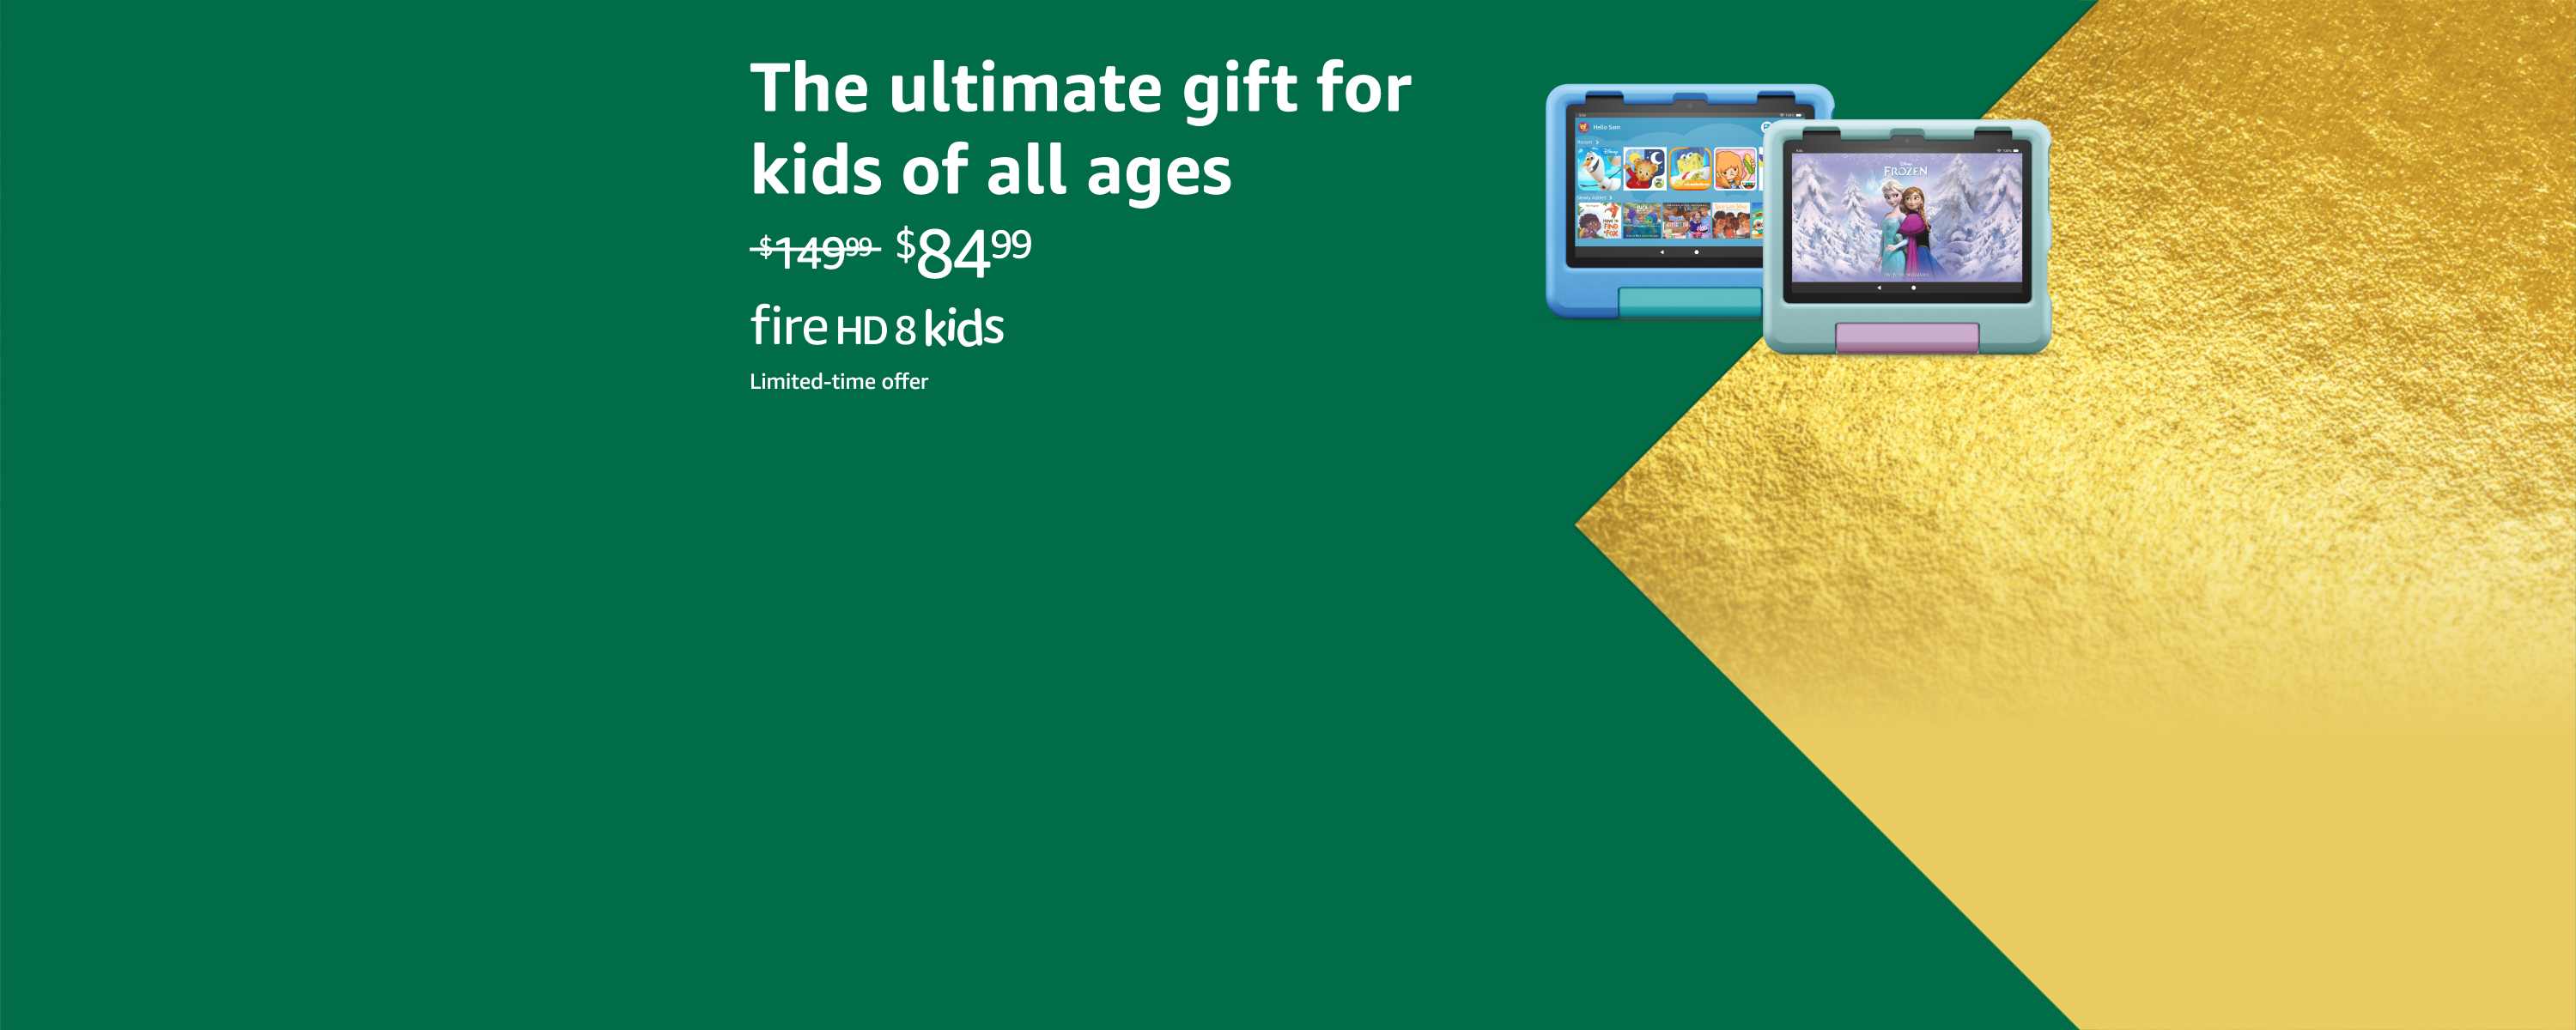 The ultimate gift for
kids of all ages
$149.99 $84.99
fire HD 8 kids
Limited-time offer
Hello Sam
Disney
FROZEN